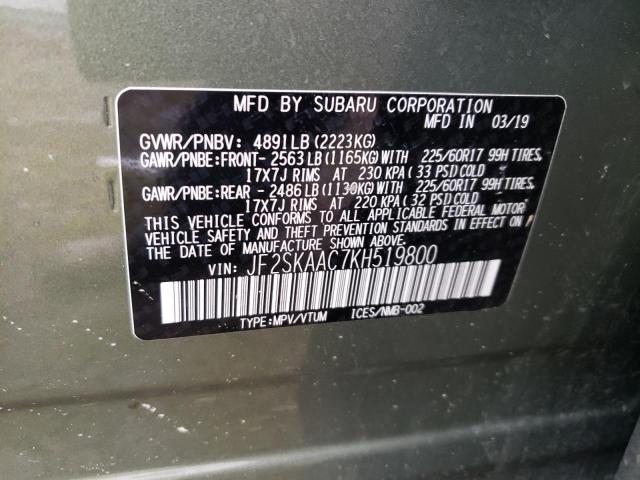 MFD BY SUBARU CORPORATION
MFD IN 03/19
GVWR/PNBV: 4891LB(2223KG)
GAWR/PNBE:FRONT-2563LB(1165KG)WITH 225/60R17 99H TIRES,
17X7J RIMS AT 230 KPA(33 PSI)COLD
GAWR/PNBE:REAR -2486LB(1130KG)WITH 225/60R17 99H TIRES,
17X7J RIMS AT 220 KPA(32 PSI)COLD
THIS VEHICLE CONFORMS TO ALL APPLICABLE FEDERAL MOTOR
VEHICLE SAFETY AND THEFT PREVENTION STANDARDS IN EFFECT ON
THE DATE OF MANUFACTURE SHOWN ABOVE.
VIN: JF2SKAAC7KH519800
TYPE:MPV/VTUM ICES/NMB-002